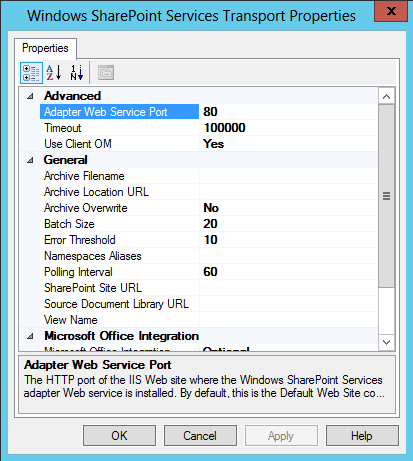 Windows SharePoint Services Transport Properties
Properties
Advanced
Adapter Web Service Port 80
Timeout 100000
Use Client OM Yes
General
Archive Filename
Archive Location URL
Archive Overwrite No
Batch Size 20
Error Threshold 10
Namespaces Aliases
Polling Interval 60
SharePoint Site URL
Source Document Library URL
View Name
Microsoft Office Integration
Microsoft Office Integration Optional
Adapter Web Service Port
The HTTP port of the IIS Web site where the Windows SharePoint Services
adapter Web service is installed. By default, this is the Default Web Site co...
OK Cancel Apply Help